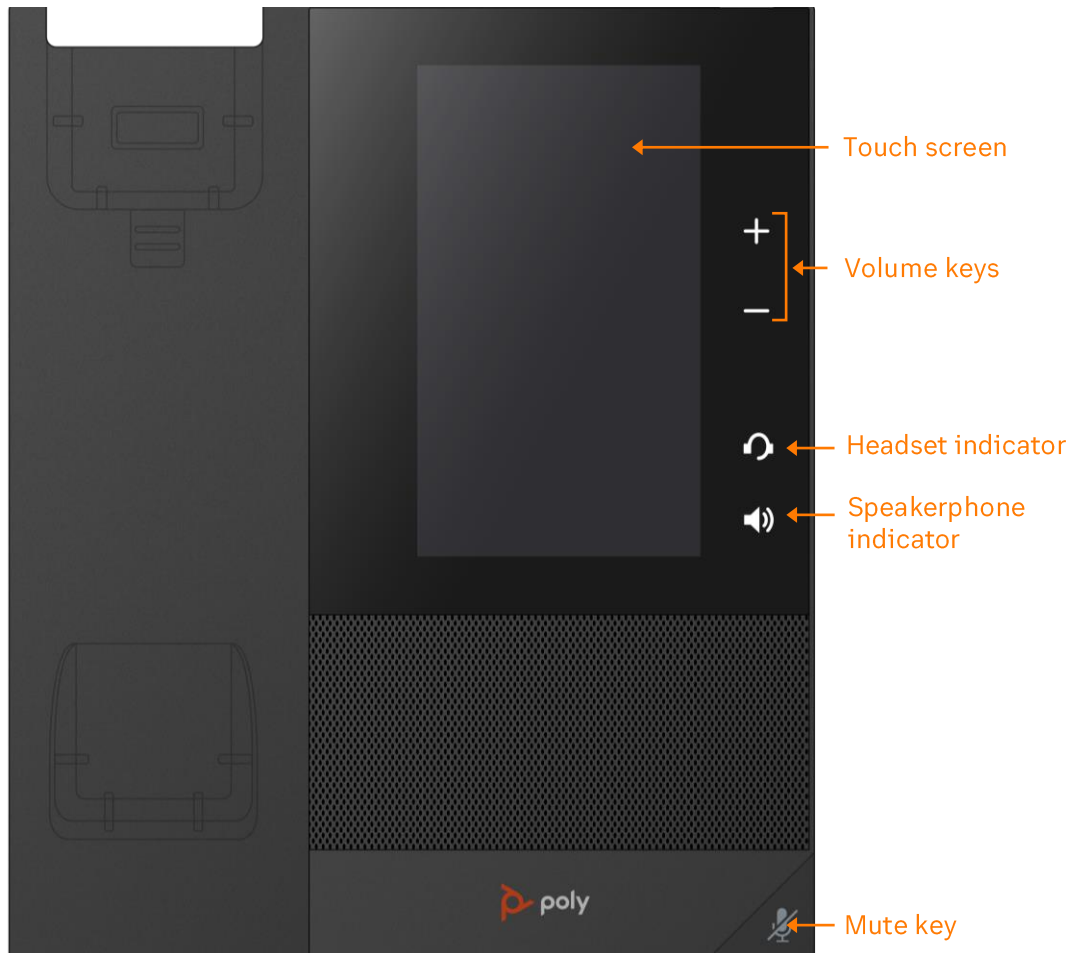 Touch screen
+
Volume keys
−
Headset indicator
Speakerphone
indicator
poly
Mute key